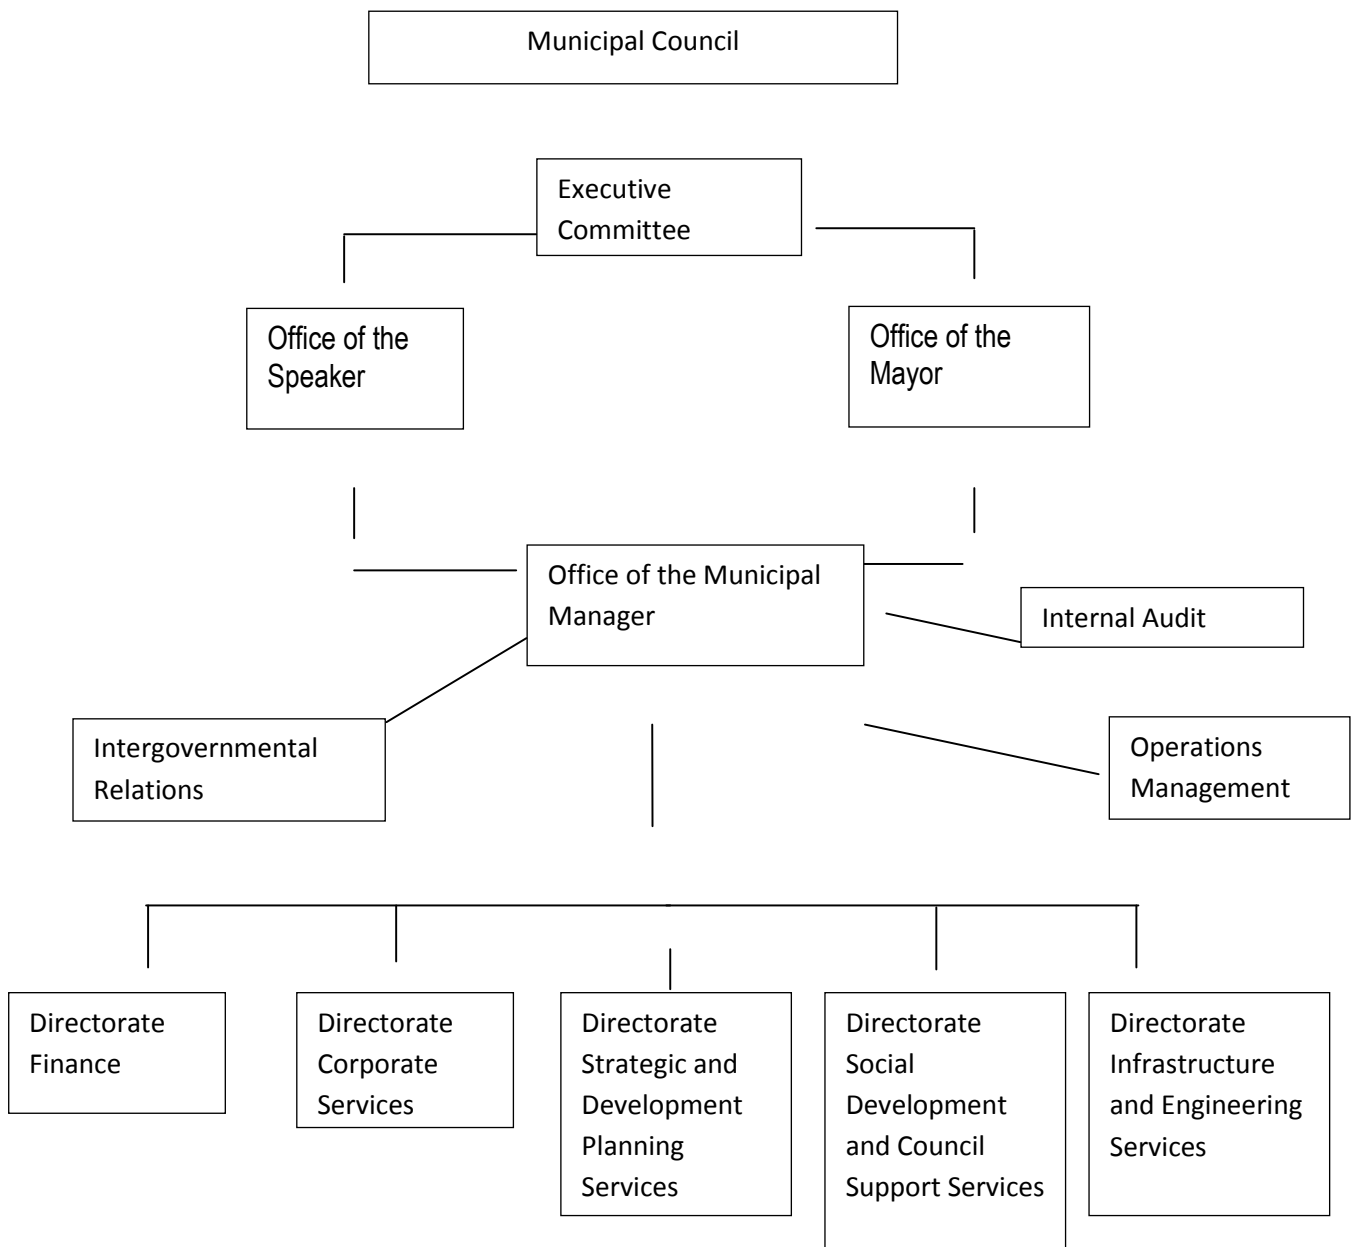 Municipal Council
Executive
Committee
Office of the
Speaker
Office of the
Mayor
Office of the Municipal
Manager
Internal Audit
Intergovernmental
Relations
Operations
Management
Directorate
Finance
Directorate
Corporate
Services
Directorate
Strategic and
Development
Planning
Services
Directorate
Social
Development
and Council
Support Services
Directorate
Infrastructure
and Engineering
Services